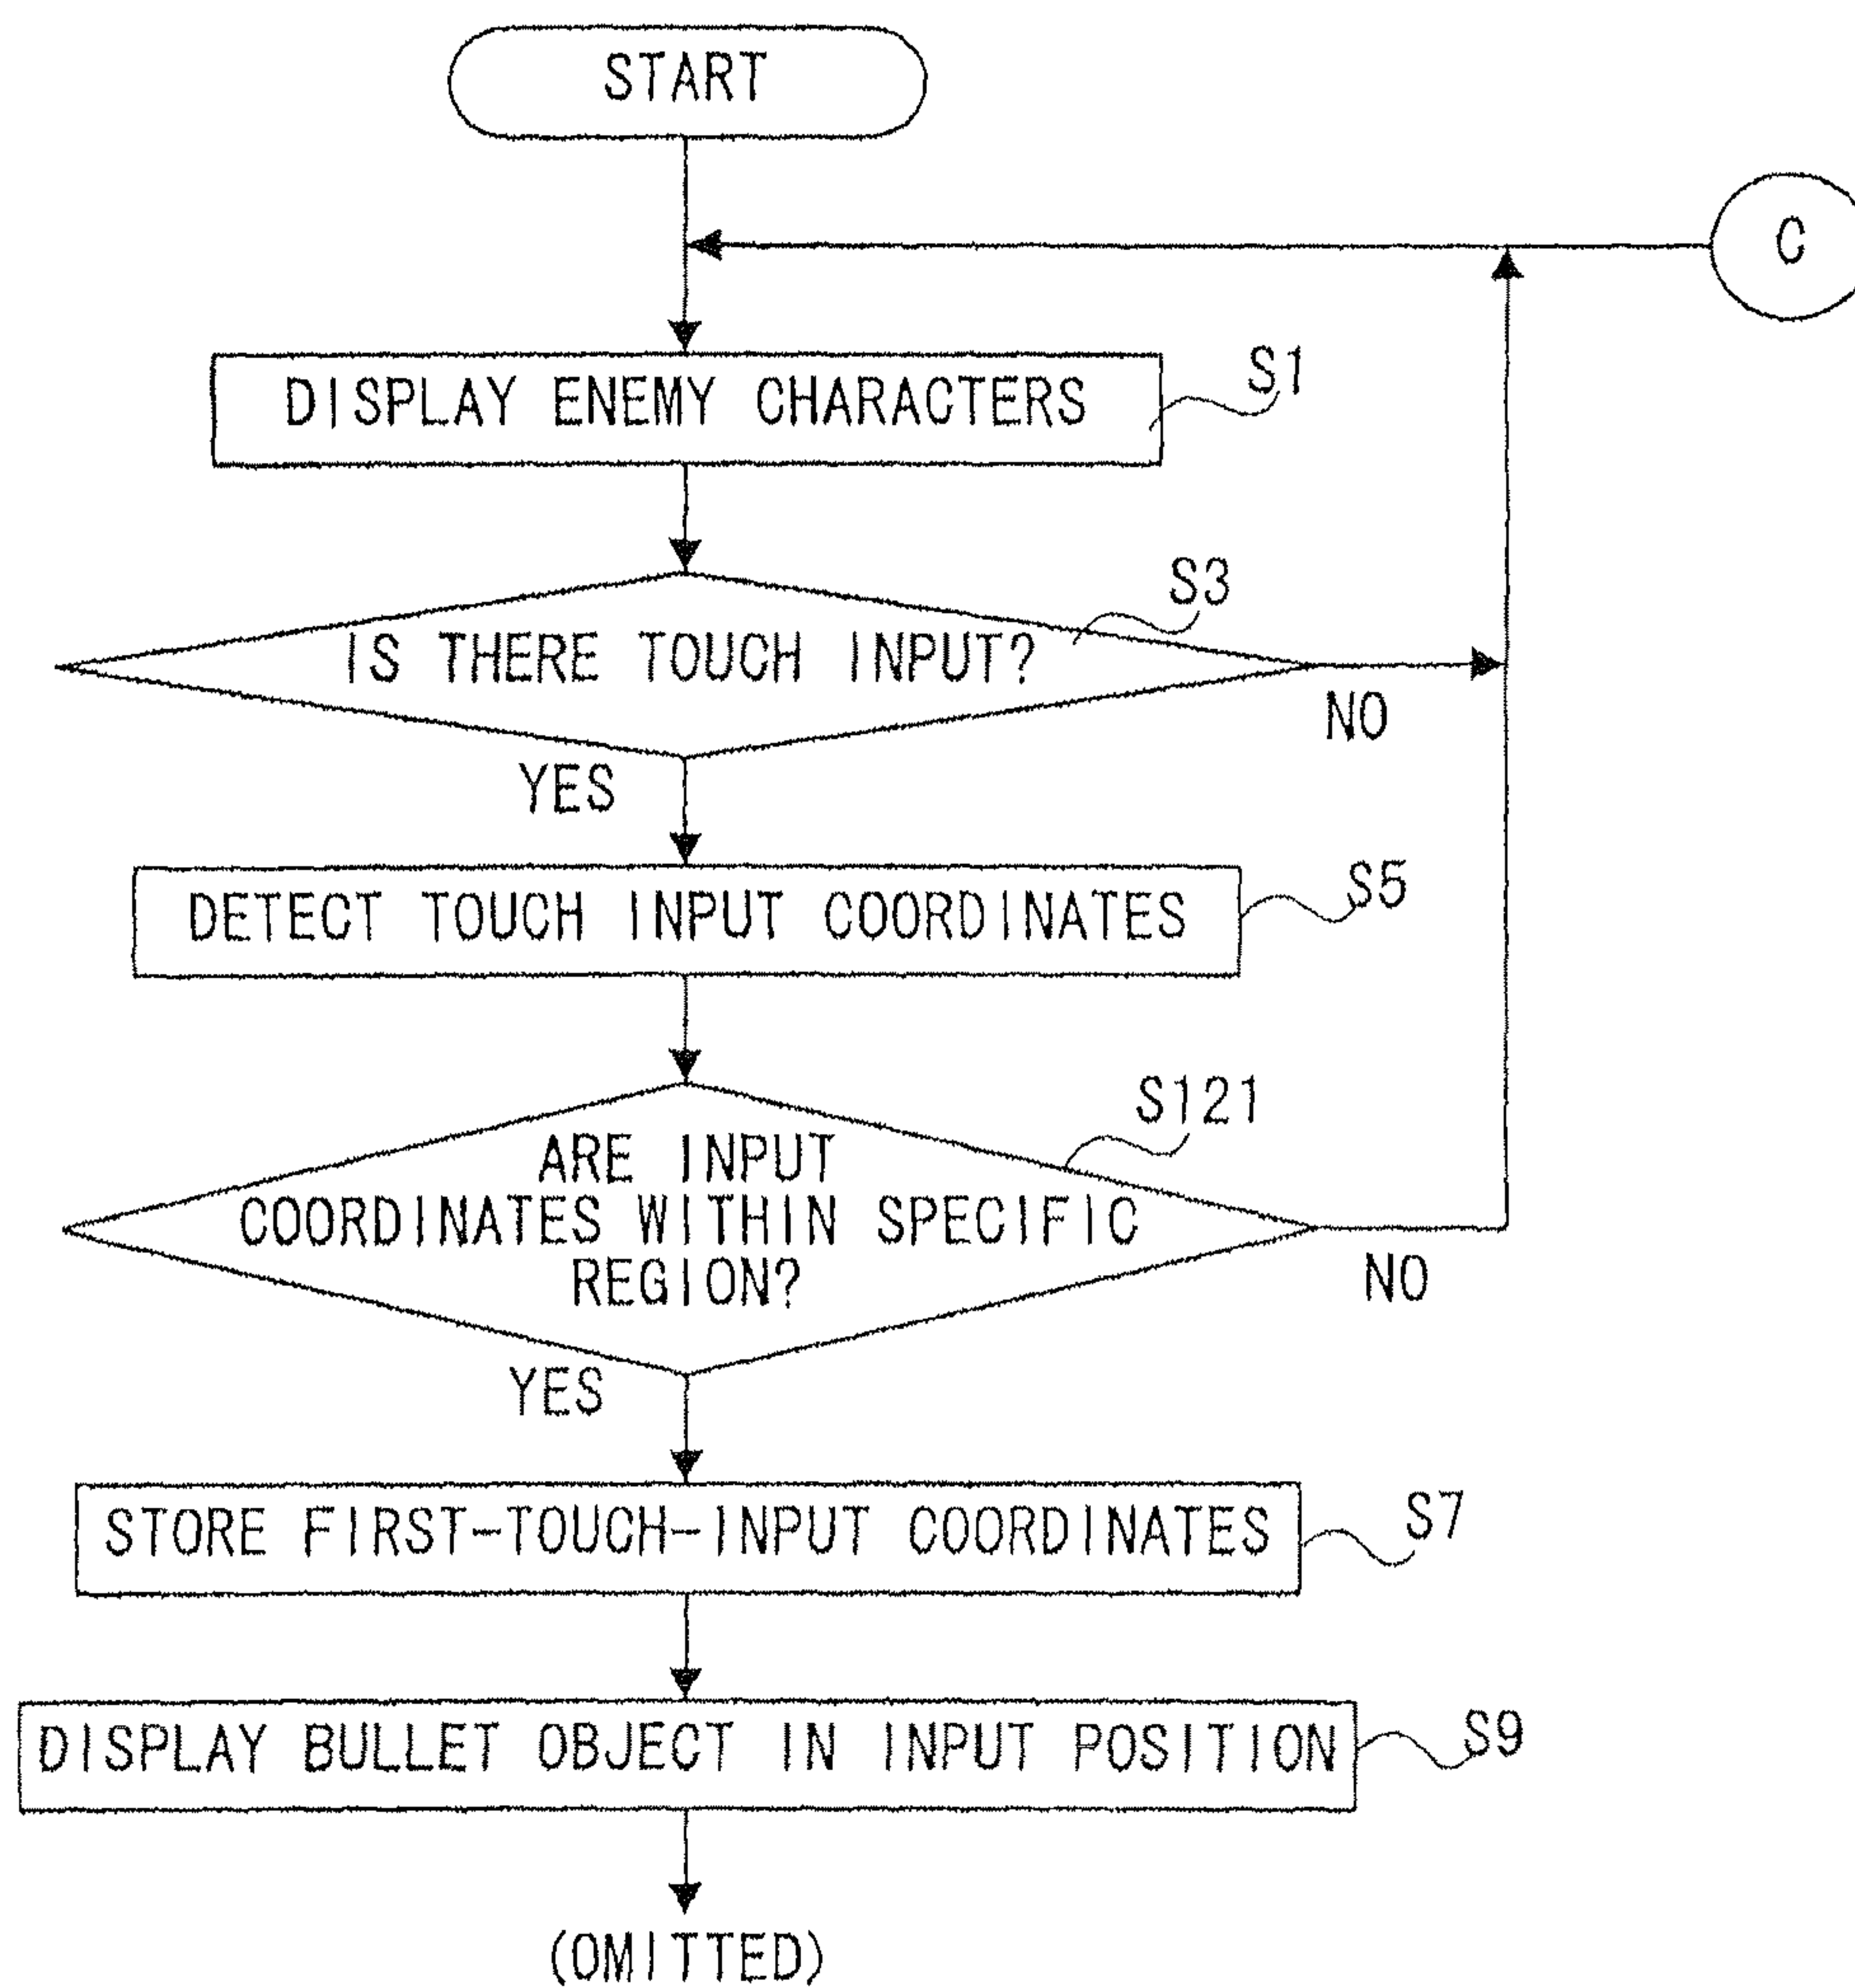 START
C
DISPLAY ENEMY CHARACTERS
S1
S3
IS THERE TOUCH INPUT?
NO
YES
DETECT TOUCH INPUT COORDINATES
S5
S121
ARE INPUT
COORDINATES WITHIN SPECIFIC
REGION?
NO
YES
STORE FIRST-TOUCH-INPUT COORDINATES
S7
DISPLAY BULLET OBJECT IN INPUT POSITION
S9
(OMITTED)